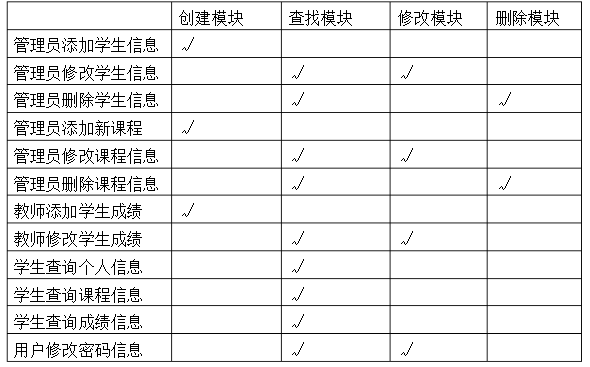 创建模块 查找模块 修改模块 删除模块
管理员添加学生信息 √
管理员修改学生信息 √ √
管理员删除学生信息 √ √
管理员添加新课程 √
管理员修改课程信息 √ √
管理员删除课程信息 √ √
教师添加学生成绩 √
教师修改学生成绩 √ √
学生查询个人信息 √
学生查询课程信息 √
学生查询成绩信息 √
用户修改密码信息 √ √